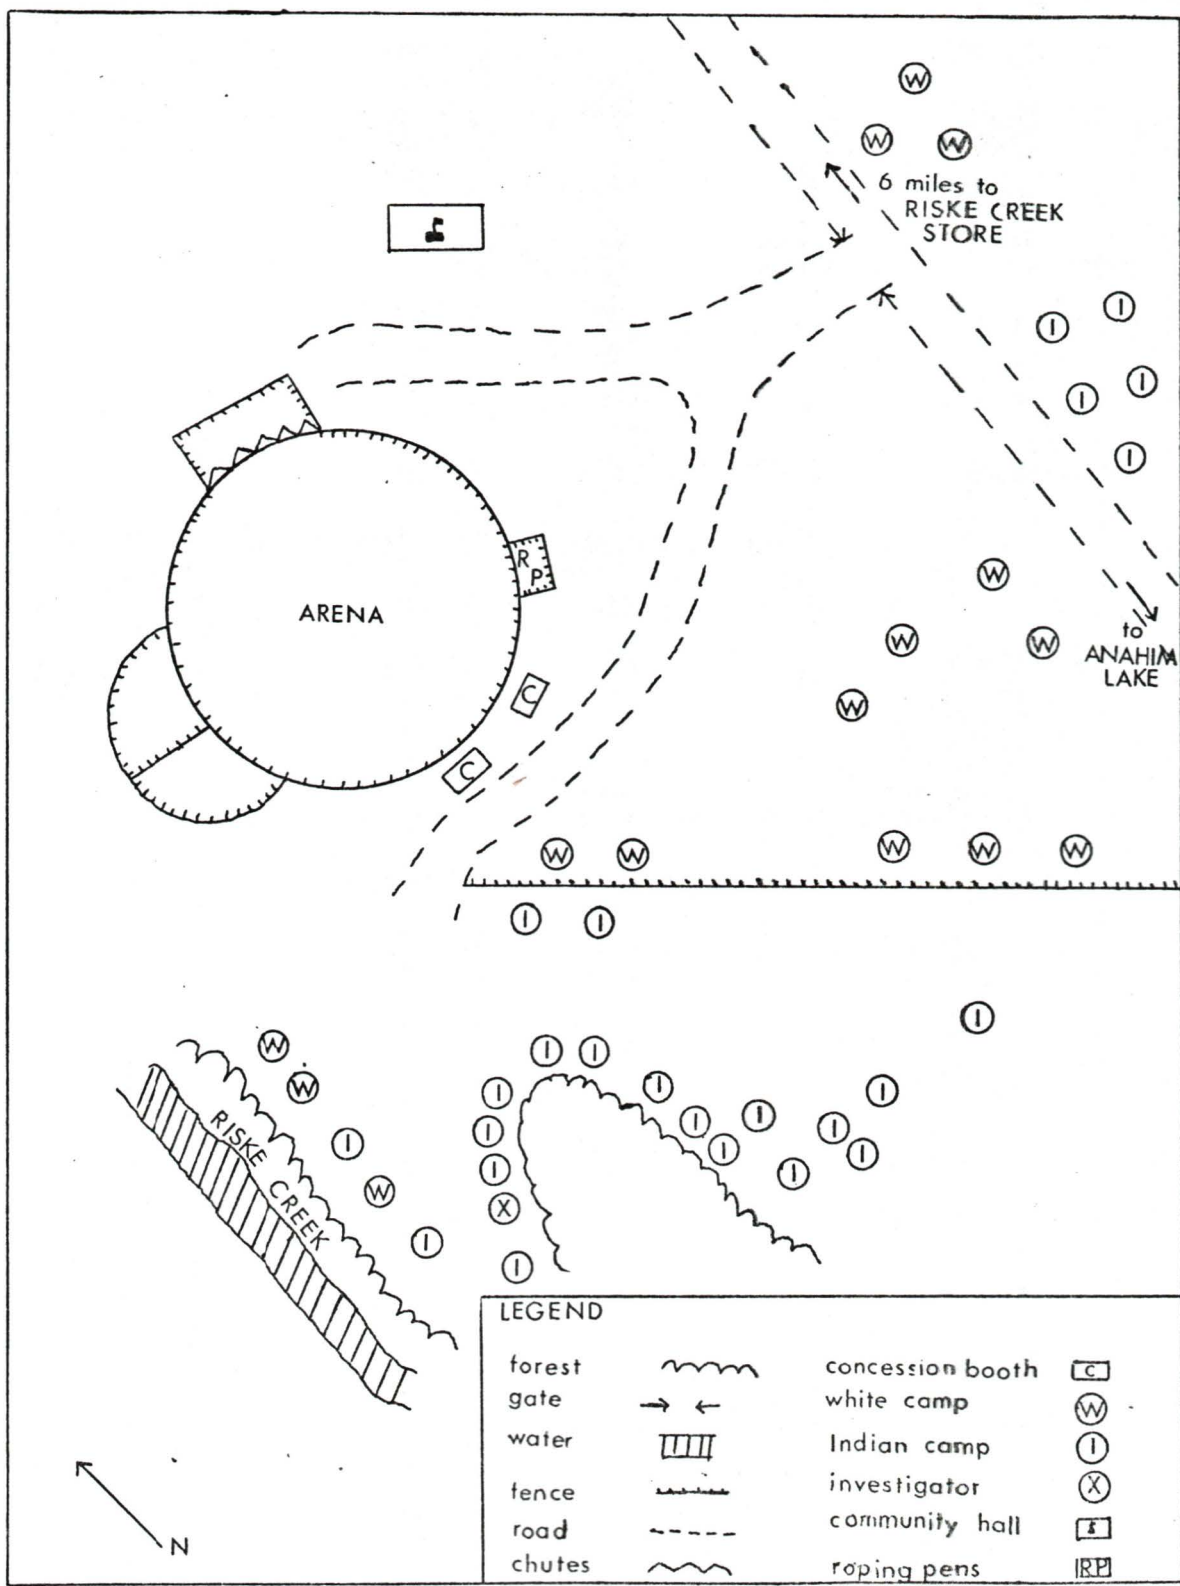 W
W W
6 miles to
RISKE CREEK
STORE
I
I
I
I
I
R
P
ARENA
W
W
W
to
ANAHIM
LAKE
C
W
C
W W
W W W
I I
I
W
W
I I
I
I
I
I
I
I
I
I
I
I
I
I
W
I
I
X
I
RISKE CREEK
LEGEND
forest
gate
water
fence
road
chutes
concession booth C
white camp W
Indian camp I
investigator X
community hall
roping pens RP
N